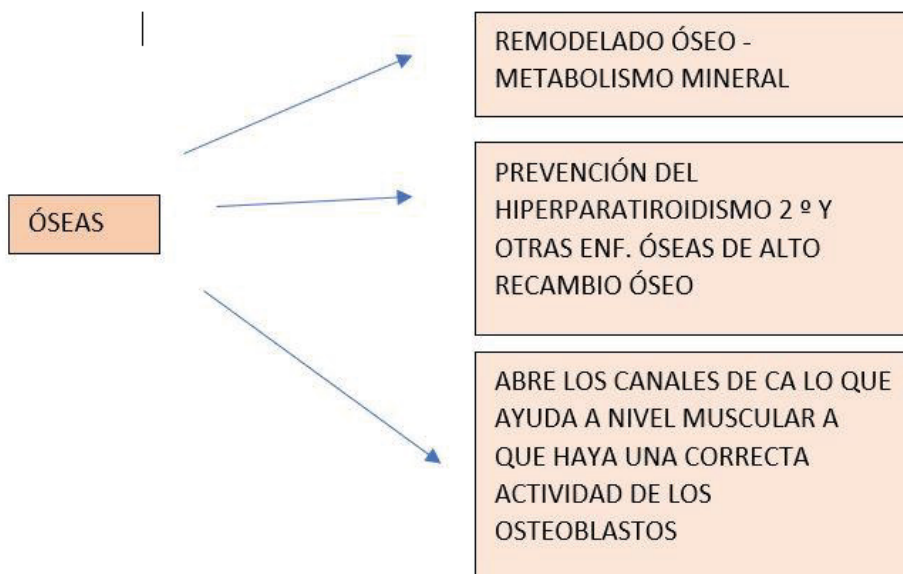 ÓSEAS
REMODELADO ÓSEO -
METABOLISMO MINERAL
PREVENCIÓN DEL
HIPERPARATIROIDISMO 2 º Y
OTRAS ENF. ÓSEAS DE ALTO
RECAMBIO ÓSEO
ABRE LOS CANALES DE CA LO QUE
AYUDA A NIVEL MUSCULAR A
QUE HAYA UNA CORRECTA
ACTIVIDAD DE LOS
OSTEOBLASTOS